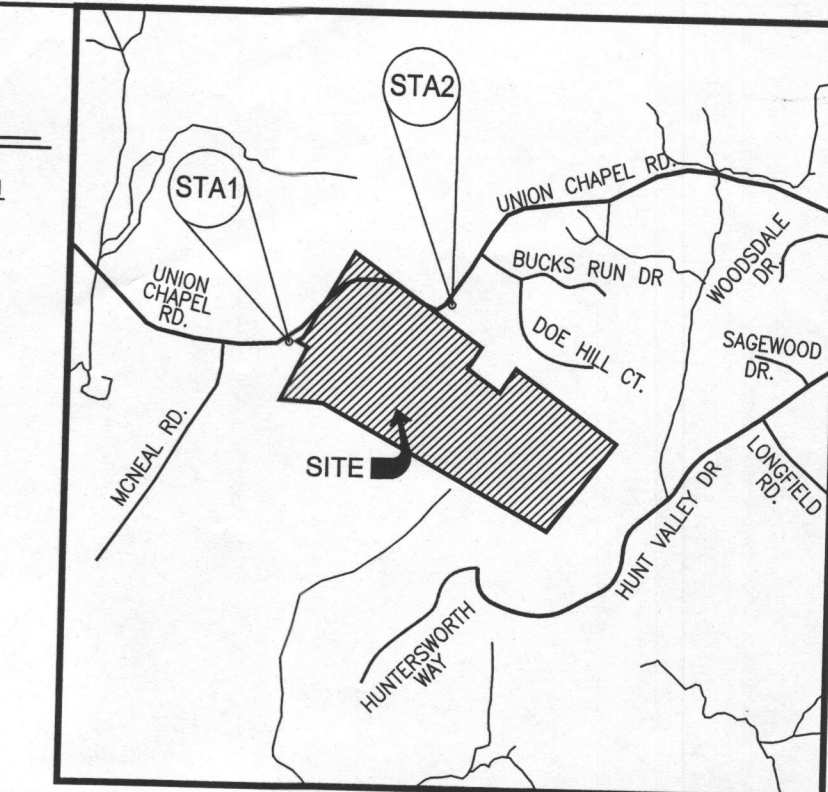 STA2
STA1
UNION CHAPEL RD.
UNION
CHAPEL
RD.
BUCKS RUN DR
WOODSDALE
DR.
DOE HILL CT.
SAGEWOOD
DR.
MCNEAL RD.
SITE
LONGFIELD
RD.
HUNT VALLEY DR
HUNTERSWORTH
WAY